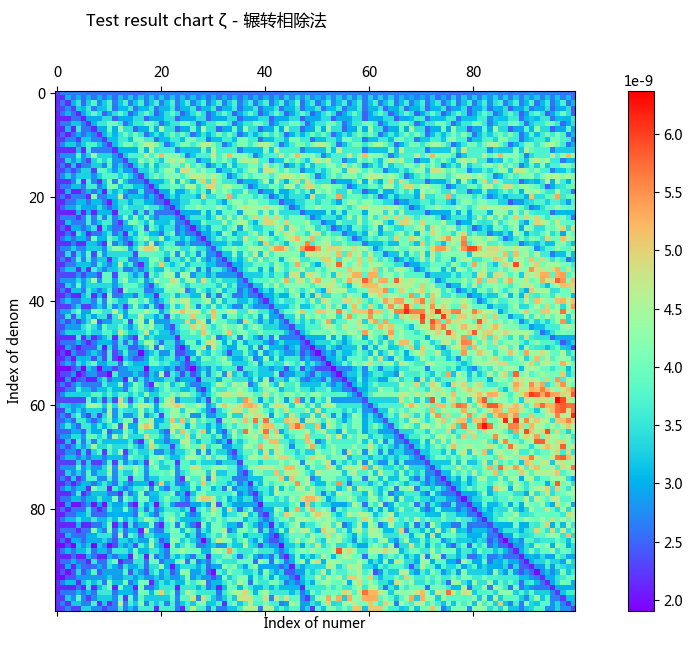 Test result chart ζ - 辗转相除法
0 20 40 60 80
1e-9
0
20
40
60
80
Index of denom
Index of numer
6.0
5.5
5.0
4.5
4.0
3.5
3.0
2.5
2.0